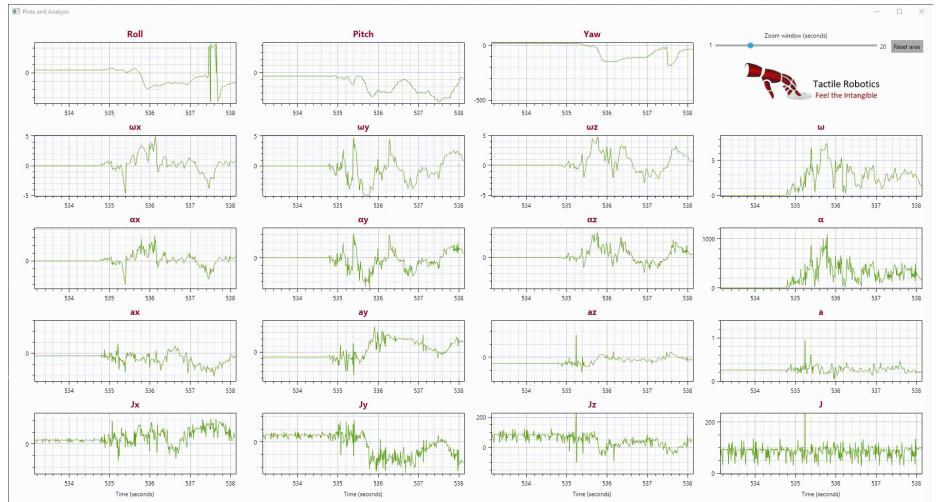 Plots and Analysis
Roll
Pitch
Yaw
Zoom window (seconds)
1
20
Reset axes
Tactile Robotics
Feel the Intangible
0
534 535 536 537 538
0
534 535 536 537 538
0
-500
534 535 536 537 538
ωx
ωy
ωz
ω
5
0
-5
534 535 536 537 538
5
0
534 535 536 537 538
5
0
-5
534 535 536 537 538
5
0
534 535 536 537 538
αx
αy
αz
α
0
534 535 536 537 538
0
534 535 536 537 538
0
534 535 536 537 538
1000
0
534 535 536 537 538
ax
ay
az
a
0
534 535 536 537 538
0
534 535 536 537 538
0
534 535 536 537 538
1
0
534 535 536 537 538
Jx
Jy
Jz
J
0
534 535 536 537 538
0
534 535 536 537 538
200
0
534 535 536 537 538
200
0
534 535 536 537 538
Time (seconds)
Time (seconds)
Time (seconds)
Time (seconds)